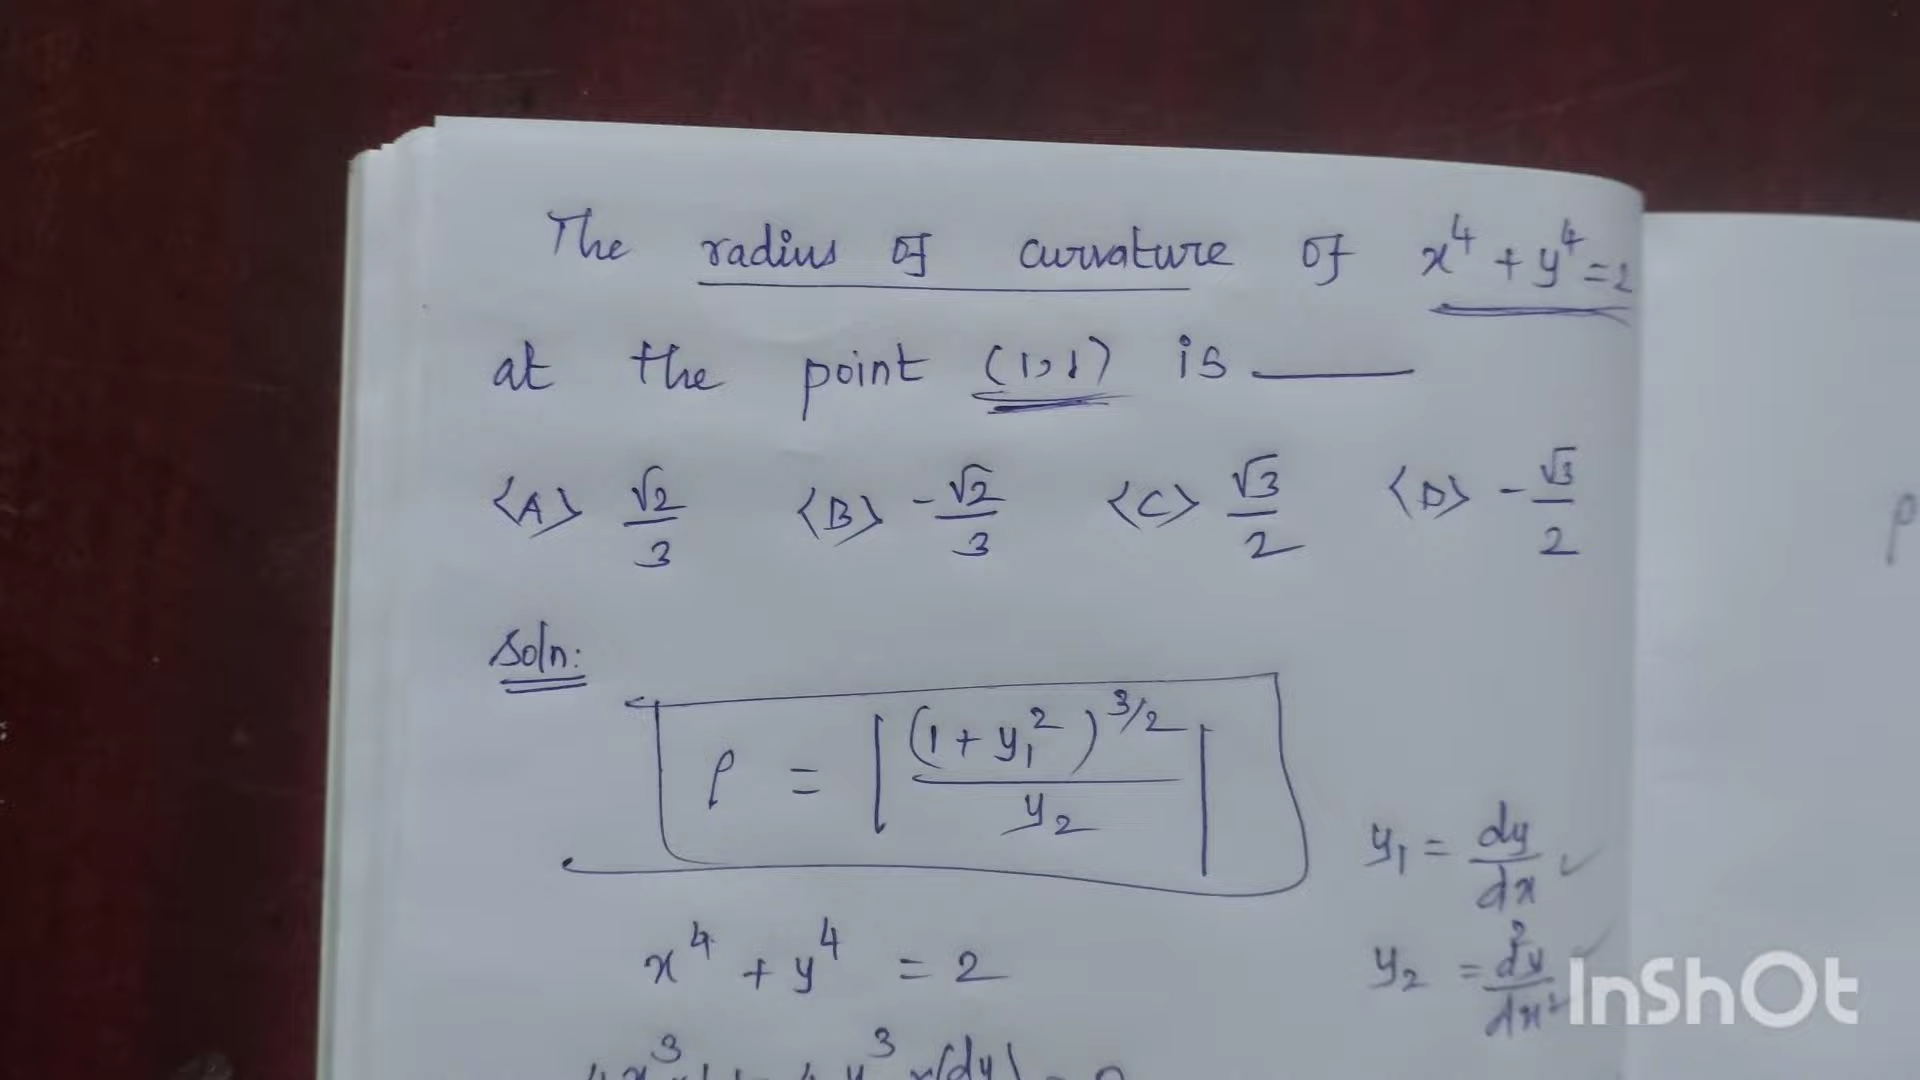 The radius of curvature of x⁴ + y⁴ = 2
at the point (1,1) is ______
<A> √2/3 <B> -√2/3 <C> √3/2 <D> -√3/2
Soln:
ρ = |(1 + y₁²)^3/2 / y₂|
y₁ = dy/dx ✓
x⁴ + y⁴ = 2
y₂ = d²y/dx² ✓
InShOt